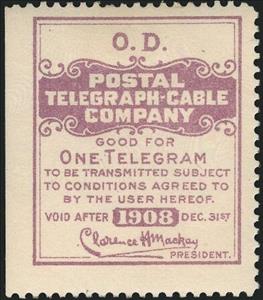 O.D.
POSTAL
TELEGRAPH-CABLE
COMPANY
GOOD FOR
ONE TELEGRAM
TO BE TRANSMITTED SUBJECT
TO CONDITIONS AGREED TO
BY THE USER HEREOF.
VOID AFTER 1908 DEC. 31ST
Clarence H Mackay
PRESIDENT.